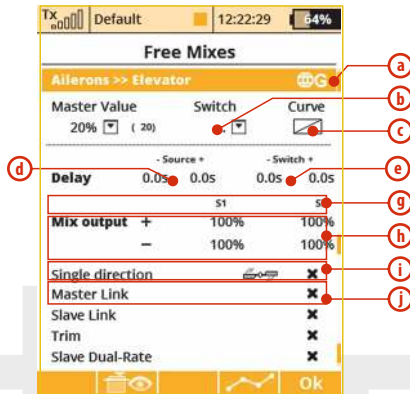 Tx Default 12:22:29 64%
Free Mixes
Ailerons >> Elevator G
Master Value Switch Curve
20% ( 20)
- Source + - Switch +
Delay 0.0s 0.0s 0.0s 0.0s
S1 S
Mix output + 100% 100%
− 100% 100%
Single direction
Master Link
Slave Link
Trim
Slave Dual-Rate
Ok
a
b
c
d
e
g
h
i
j